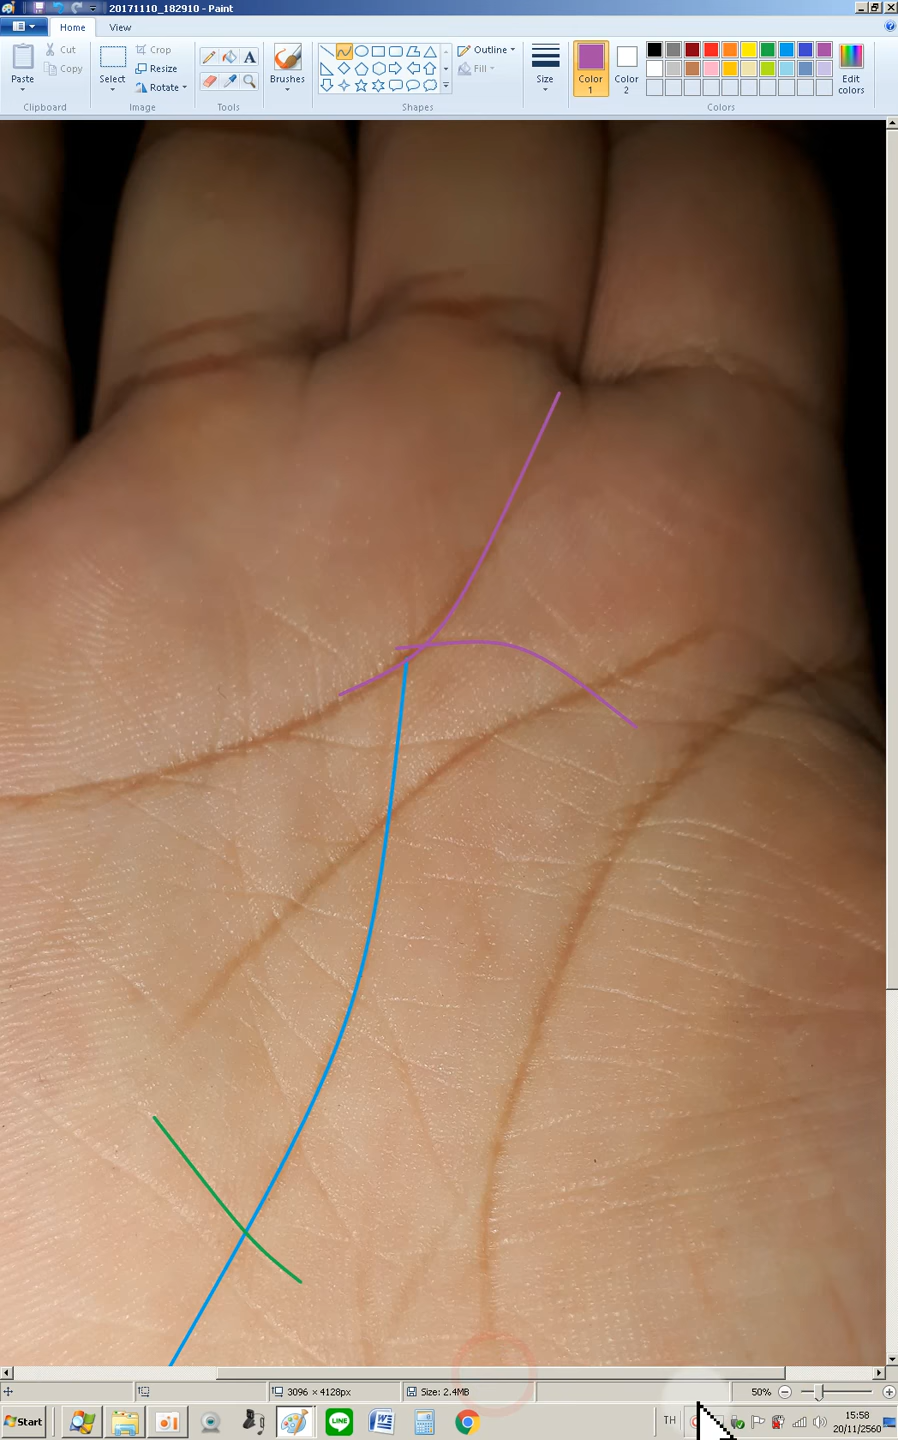 20171110_182910 - Paint
Home View
Paste
Cut
Copy
Clipboard
Select
Crop
Resize
Rotate
Image
A
Tools
Brushes
Shapes
Outline
Fill
Size
Color 1
Color 2
Edit colors
Colors
3096 × 4128px
Size: 2.4MB
50%
Start
LINE
W
TH
15:58
20/11/2560